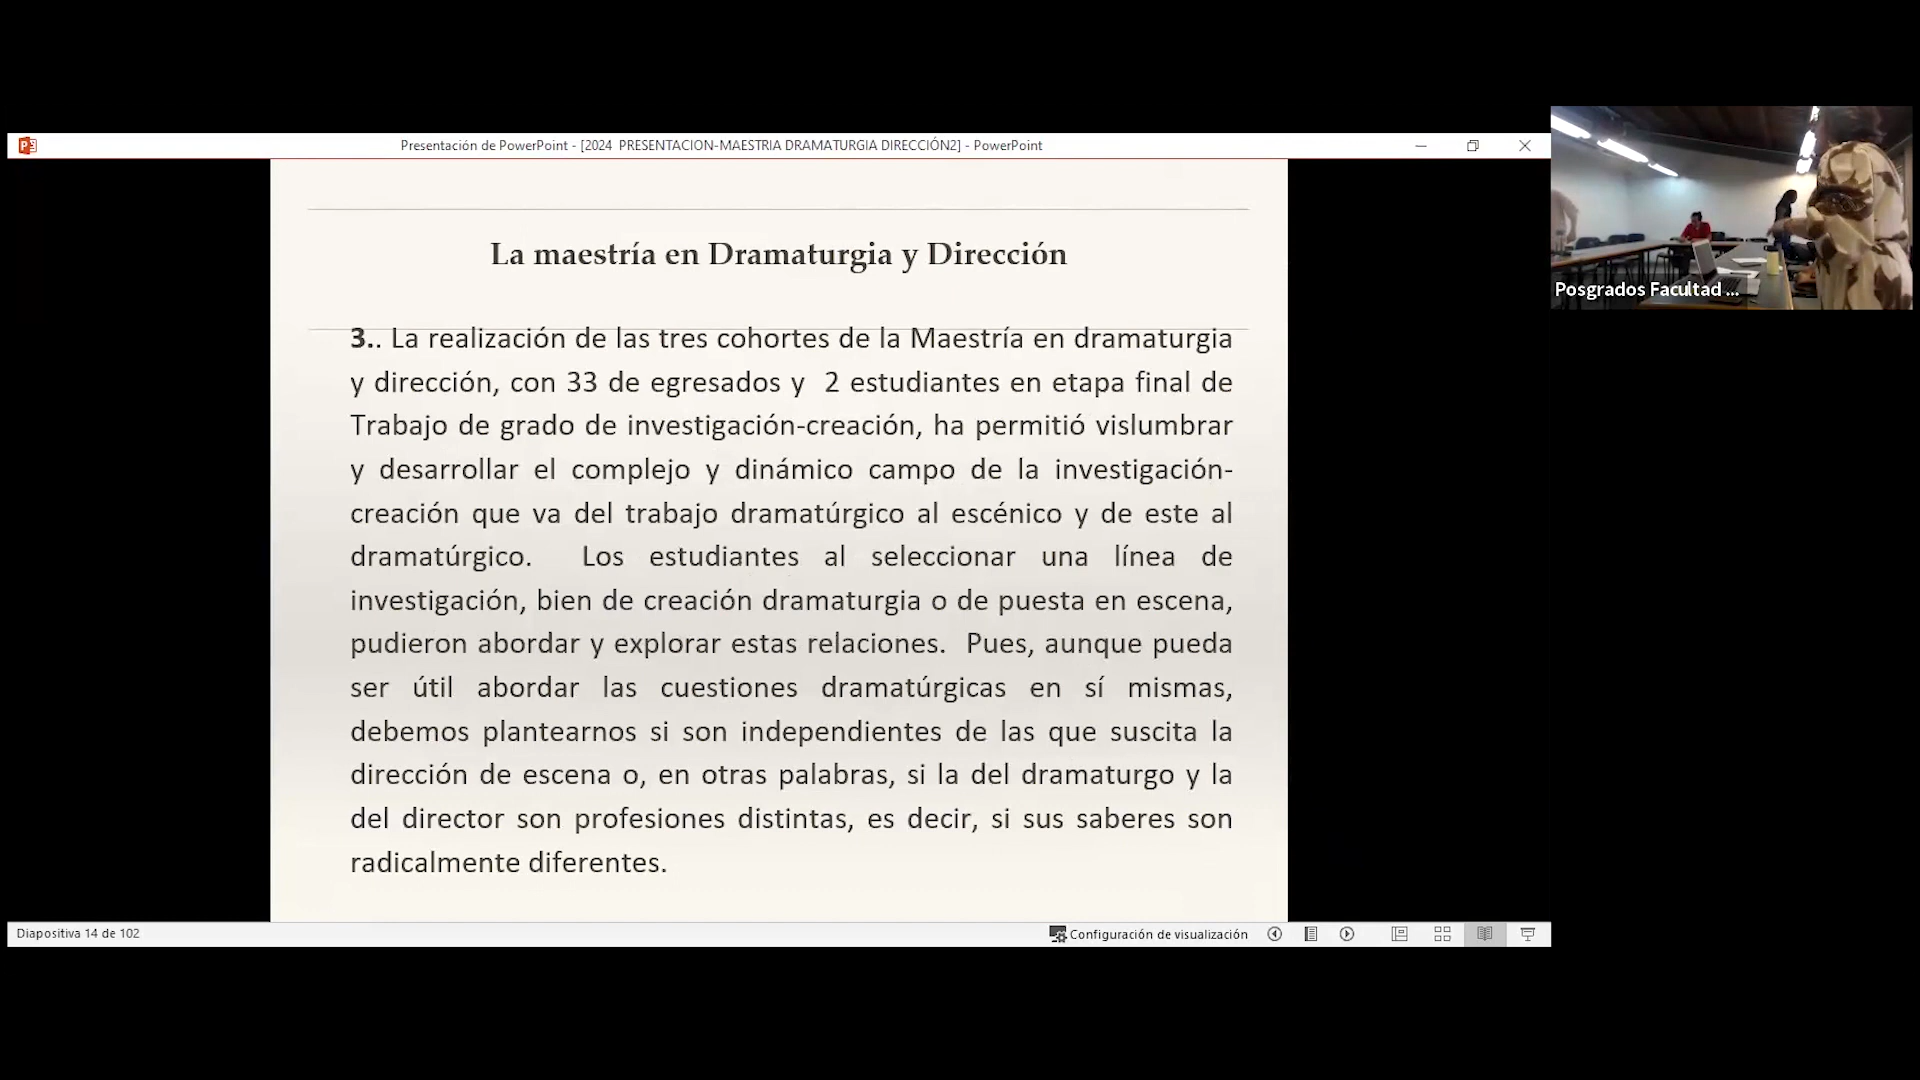 Presentación de PowerPoint - [2024 PRESENTACION-MAESTRIA DRAMATURGIA DIRECCIÓN2] - PowerPoint
La maestría en Dramaturgia y Dirección
3.. La realización de las tres cohortes de la Maestría en dramaturgia
y dirección, con 33 de egresados y 2 estudiantes en etapa final de
Trabajo de grado de investigación-creación, ha permitió vislumbrar
y desarrollar el complejo y dinámico campo de la investigación-
creación que va del trabajo dramatúrgico al escénico y de este al
dramatúrgico. Los estudiantes al seleccionar una línea de
investigación, bien de creación dramaturgia o de puesta en escena,
pudieron abordar y explorar estas relaciones. Pues, aunque pueda
ser útil abordar las cuestiones dramatúrgicas en sí mismas,
debemos plantearnos si son independientes de las que suscita la
dirección de escena o, en otras palabras, si la del dramaturgo y la
del director son profesiones distintas, es decir, si sus saberes son
radicalmente diferentes.
Diapositiva 14 de 102
Configuración de visualización
Posgrados Facultad ...